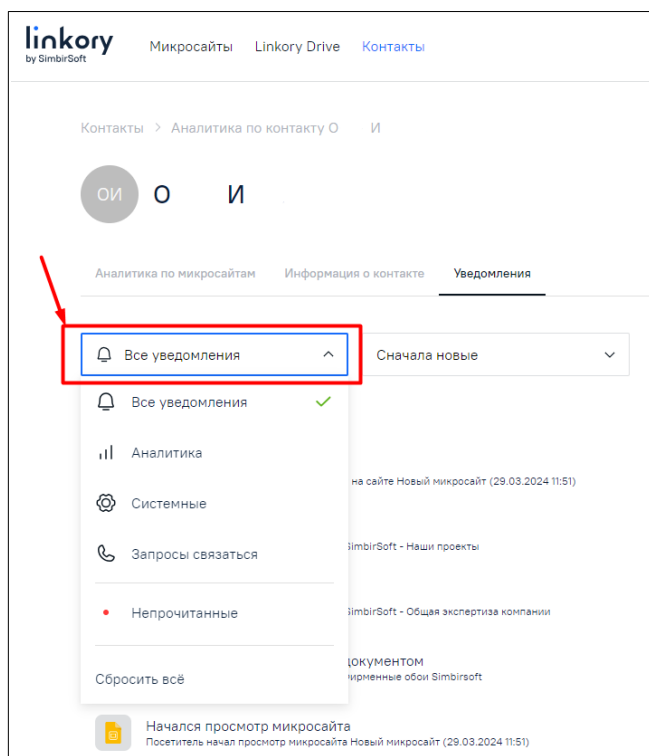 linkory
by SimbirSoft
Микросайты Linkory Drive Контакты
Контакты > Аналитика по контакту О И
ОИ О И
Аналитика по микросайтам Информация о контакте Уведомления
Все уведомления Сначала новые
Все уведомления
Аналитика
на сайте Новый микросайт (29.03.2024 11:51)
Системные
Запросы связаться
SimbirSoft - Наши проекты
Непрочитанные
SimbirSoft - Общая экспертиза компании
документом
Сбросить всё
фирменные обои Simbirsoft
Начался просмотр микросайта
Посетитель начал просмотр микросайта Новый микросайт (29.03.2024 11:51)